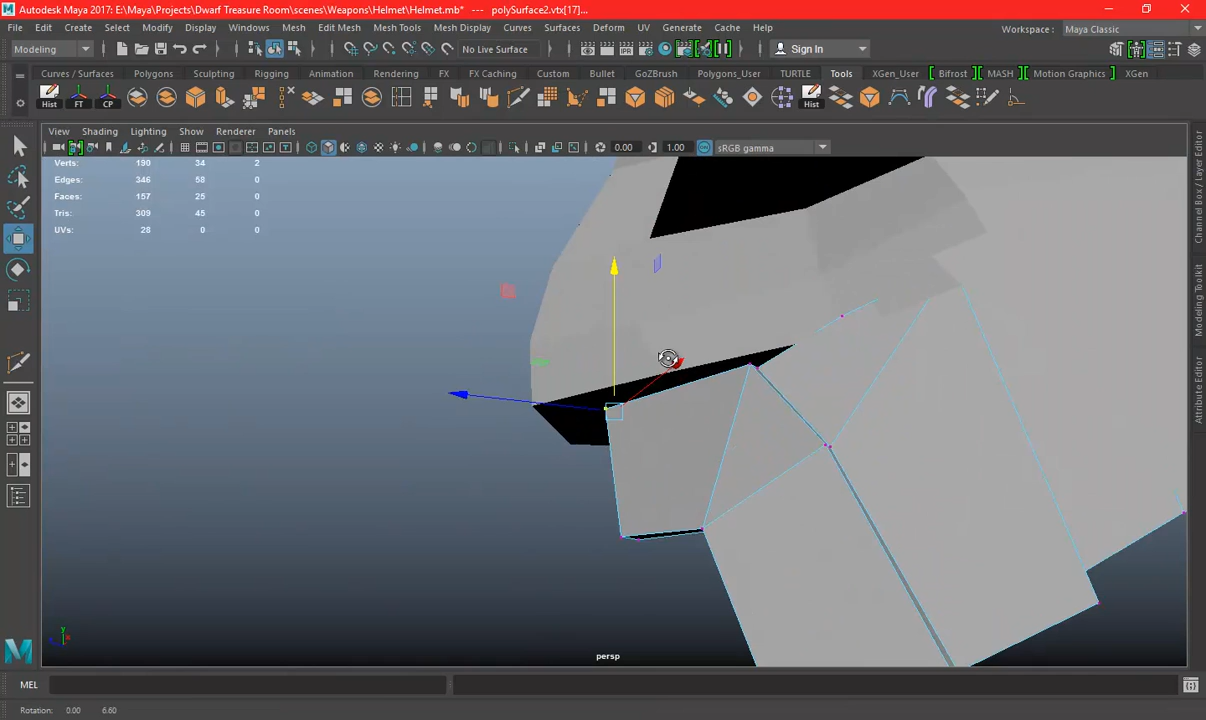 Autodesk Maya 2017: E:\Maya\Projects\Dwarf Treasure Room\scenes\Weapons\Helmet\Helmet.mb* --- polySurface2.vtx[17]...
File Edit Create Select Modify Display Windows Mesh Edit Mesh Mesh Tools Mesh Display Curves Surfaces Deform UV Generate Cache Help Workspace : Maya Classic
Modeling No Live Surface Sign In
Curves / Surfaces Polygons Sculpting Rigging Animation Rendering FX FX Caching Custom Bullet GoZBrush Polygons_User TURTLE Tools XGen_User Bifrost MASH Motion Graphics XGen
Hist FT CP Hist
View Shading Lighting Show Renderer Panels
0.00 1.00 sRGB gamma
Verts: 190 34 2
Edges: 346 58 0
Faces: 157 25 0
Tris: 309 45 0
UVs: 28 0 0
Channel Box / Layer Editor
Modeling Toolkit
Attribute Editor
y
x
persp
MEL
Rotation: 0.00 6.60